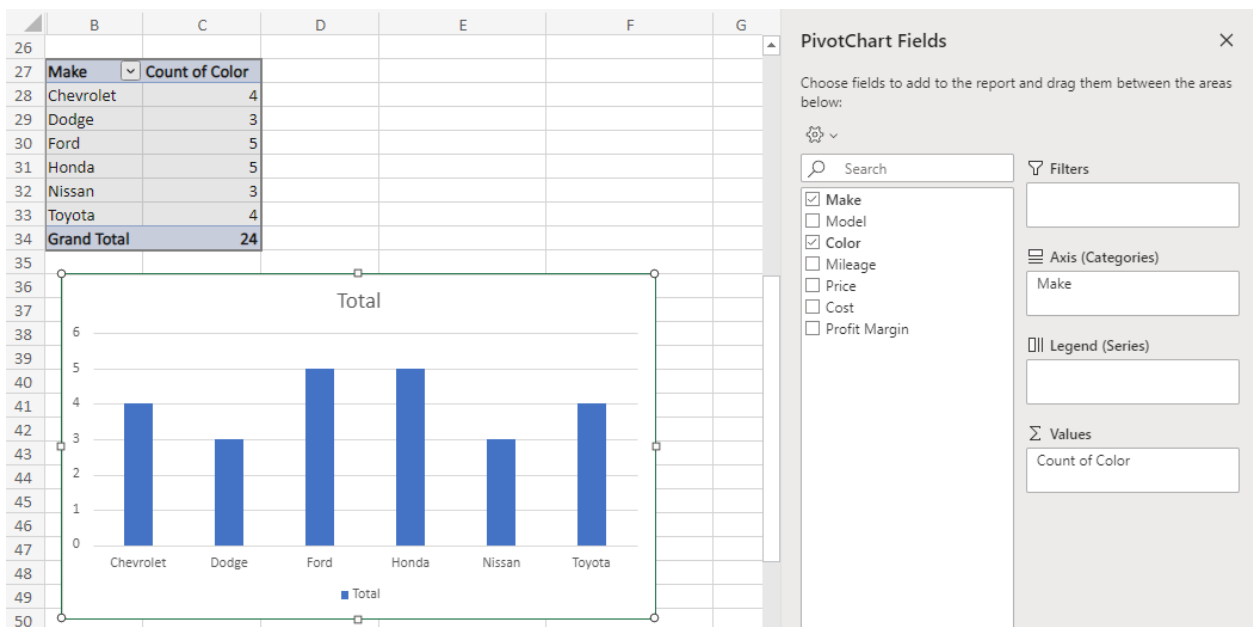 B C D E F G
26
27 Make Count of Color
28 Chevrolet 4
29 Dodge 3
30 Ford 5
31 Honda 5
32 Nissan 3
33 Toyota 4
34 Grand Total 24
35
36
37
38
39
40
41
42
43
44
45
46
47
48
49
50
Total
6
5
4
3
2
1
0
Chevrolet Dodge Ford Honda Nissan Toyota
Total
PivotChart Fields
Choose fields to add to the report and drag them between the areas
below:
Search
Make
Model
Color
Mileage
Price
Cost
Profit Margin
Filters
Axis (Categories)
Make
Legend (Series)
Σ Values
Count of Color